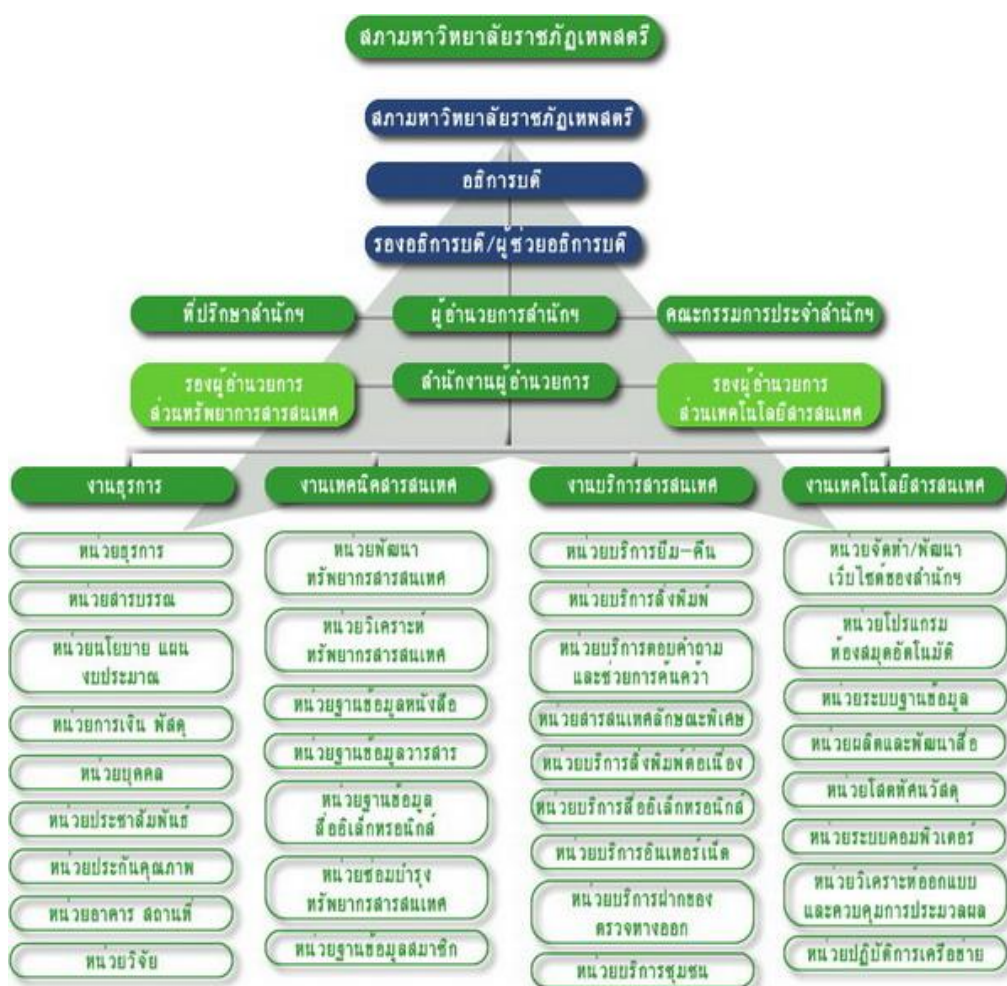 สภามหาวิทยาลัยราชภัฏเทพสตรี
สภามหาวิทยาลัยราชภัฏเทพสตรี
อธิการบดี
รองอธิการบดี/ผู้ช่วยอธิการบดี
ที่ปรึกษาสำนักฯ
ผู้อำนวยการสำนักฯ
คณะกรรมการประจำสำนักฯ
รองผู้อำนวยการ
ส่วนทรัพยาการสารสนเทศ
สำนักงานผู้อำนวยการ
รองผู้อำนวยการ
ส่วนเทคโนโลยีสารสนเทศ
งานธุรการ
หน่วยธุรการ
หน่วยสารบรรณ
หน่วยนโยบาย แผน
งบประมาณ
หน่วยการเงิน พัสดุ
หน่วยบุคคล
หน่วยประชาสัมพันธ์
หน่วยประกันคุณภาพ
หน่วยอาคาร สถานที่
หน่วยวิจัย
งานเทคนิคสารสนเทศ
หน่วยพัฒนา
ทรัพยากรสารสนเทศ
หน่วยวิเคราะห์
ทรัพยากรสารสนเทศ
หน่วยฐานข้อมูลหนังสือ
หน่วยฐานข้อมูลวารสาร
หน่วยฐานข้อมูล
สื่ออิเล็กทรอนิกส์
หน่วยซ่อมบำรุง
ทรัพยากรสารสนเทศ
หน่วยฐานข้อมูลสมาชิก
งานบริการสารสนเทศ
หน่วยบริการยืม-คืน
หน่วยบริการสิ่งพิมพ์
หน่วยบริการตอบคำถาม
และช่วยการค้นคว้า
หน่วยสารสนเทศลักษณะพิเศษ
หน่วยบริการสิ่งพิมพ์ต่อเนื่อง
หน่วยบริการสื่ออิเล็กทรอนิกส์
หน่วยบริการอินเทอร์เน็ต
หน่วยบริการฝากของ
ตรวจทางออก
หน่วยบริการชุมชน
งานเทคโนโลยีสารสนเทศ
หน่วยจัดทำ/พัฒนา
เว็บไซต์ของสำนักฯ
หน่วยโปรแกรม
ห้องสมุดอัตโนมัติ
หน่วยระบบฐานข้อมูล
หน่วยผลิตและพัฒนาสื่อ
หน่วยโสตทัศนวัสดุ
หน่วยระบบคอมพิวเตอร์
หน่วยวิเคราะห์ออกแบบ
และควบคุมการประมวลผล
หน่วยปฏิบัติการเครือข่าย